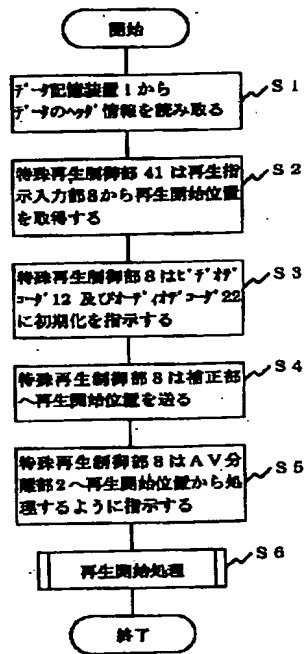 開始
データ記憶装置1から
データのヘッダ情報を読み取る
S1
特殊再生制御部41は再生指
示入力部8から再生開始位置
を取得する
S2
特殊再生制御部8はビデオデ
コーダ12及びオーディオデコーダ22
に初期化を指示する
S3
特殊再生制御部8は補正部
へ再生開始位置を送る
S4
特殊再生制御部8はAV分
離部2へ再生開始位置から処
理するように指示する
S5
再生開始処理
S6
終了